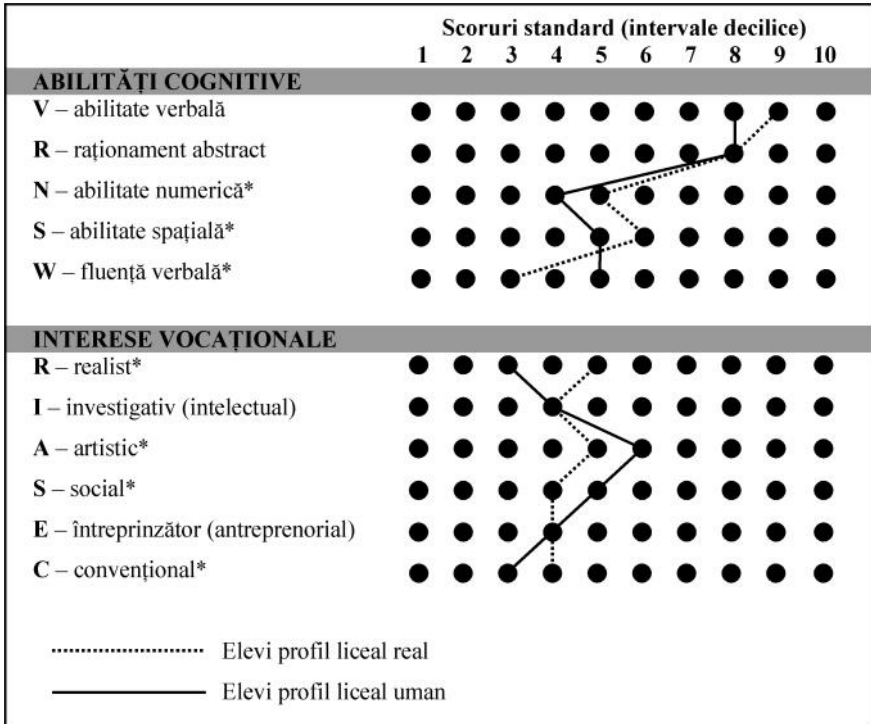 Scoruri standard (intervale decilice)
1 2 3 4 5 6 7 8 9 10
ABILITĂȚI COGNITIVE
V – abilitate verbală
R – raționament abstract
N – abilitate numerică*
S – abilitate spațială*
W – fluență verbală*
INTERESE VOCAȚIONALE
R – realist*
I – investigativ (intelectual)
A – artistic*
S – social*
E – întreprinzător (antreprenorial)
C – convențional*
Elevi profil liceal real
Elevi profil liceal uman